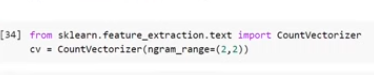 [34] from sklearn.feature_extraction.text import CountVectorizer
cv = CountVectorizer(ngram_range=(2,2))